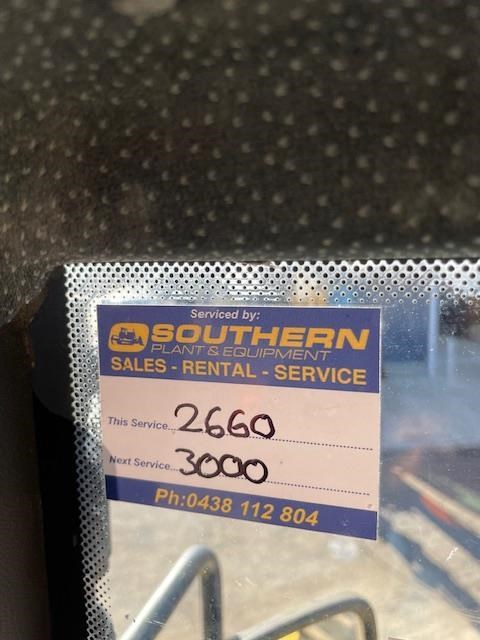 Serviced by:
SOUTHERN
PLANT & EQUIPMENT
SALES - RENTAL - SERVICE
This Service...2660
Next Service...3000
Ph:0438 112 804